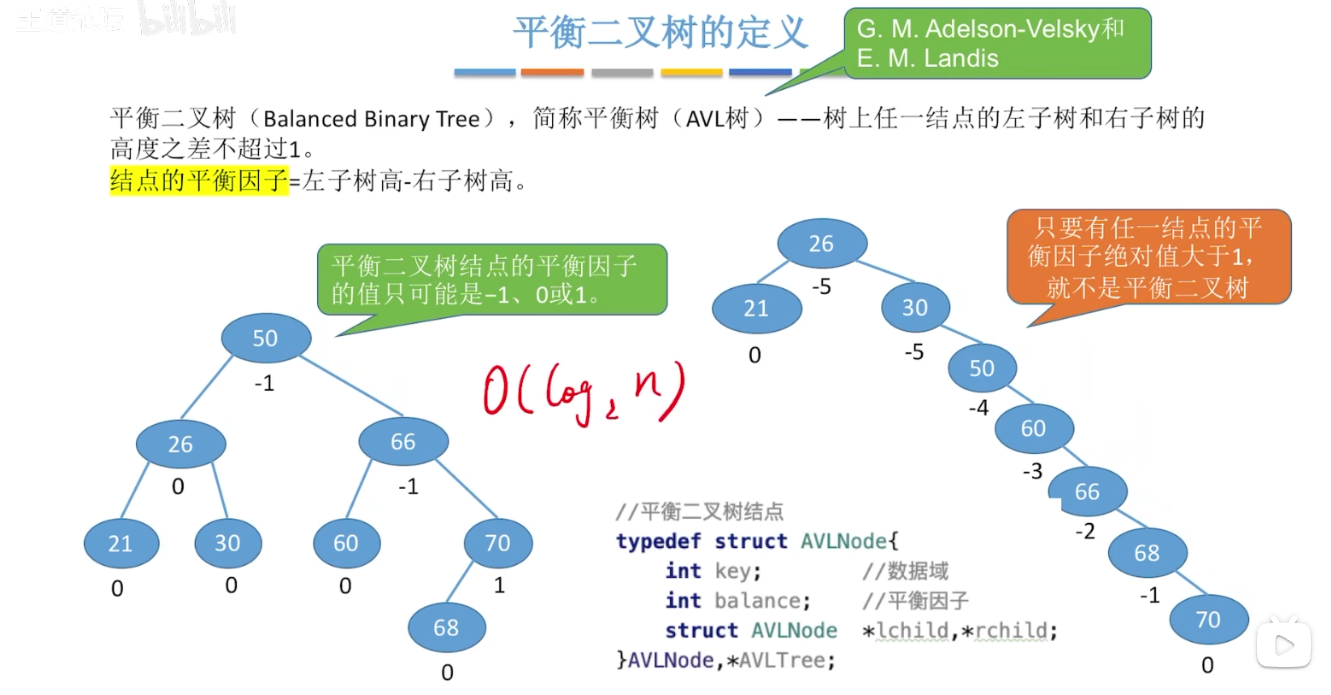 王道论坛 bilibili
平衡二叉树的定义
G. M. Adelson-Velsky和
E. M. Landis
平衡二叉树（Balanced Binary Tree），简称平衡树（AVL树）——树上任一结点的左子树和右子树的
高度之差不超过1。
结点的平衡因子=左子树高-右子树高。
平衡二叉树结点的平衡因子
的值只可能是−1、0或1。
50
-1
26
0
66
-1
21
0
30
0
60
0
70
1
68
0
O(log₂n)
26
-5
21
0
30
-5
50
-4
60
-3
66
-2
68
-1
70
0
只要有任一结点的平
衡因子绝对值大于1，
就不是平衡二叉树
//平衡二叉树结点
typedef struct AVLNode{
int key; //数据域
int balance; //平衡因子
struct AVLNode *lchild,*rchild;
}AVLNode,*AVLTree;